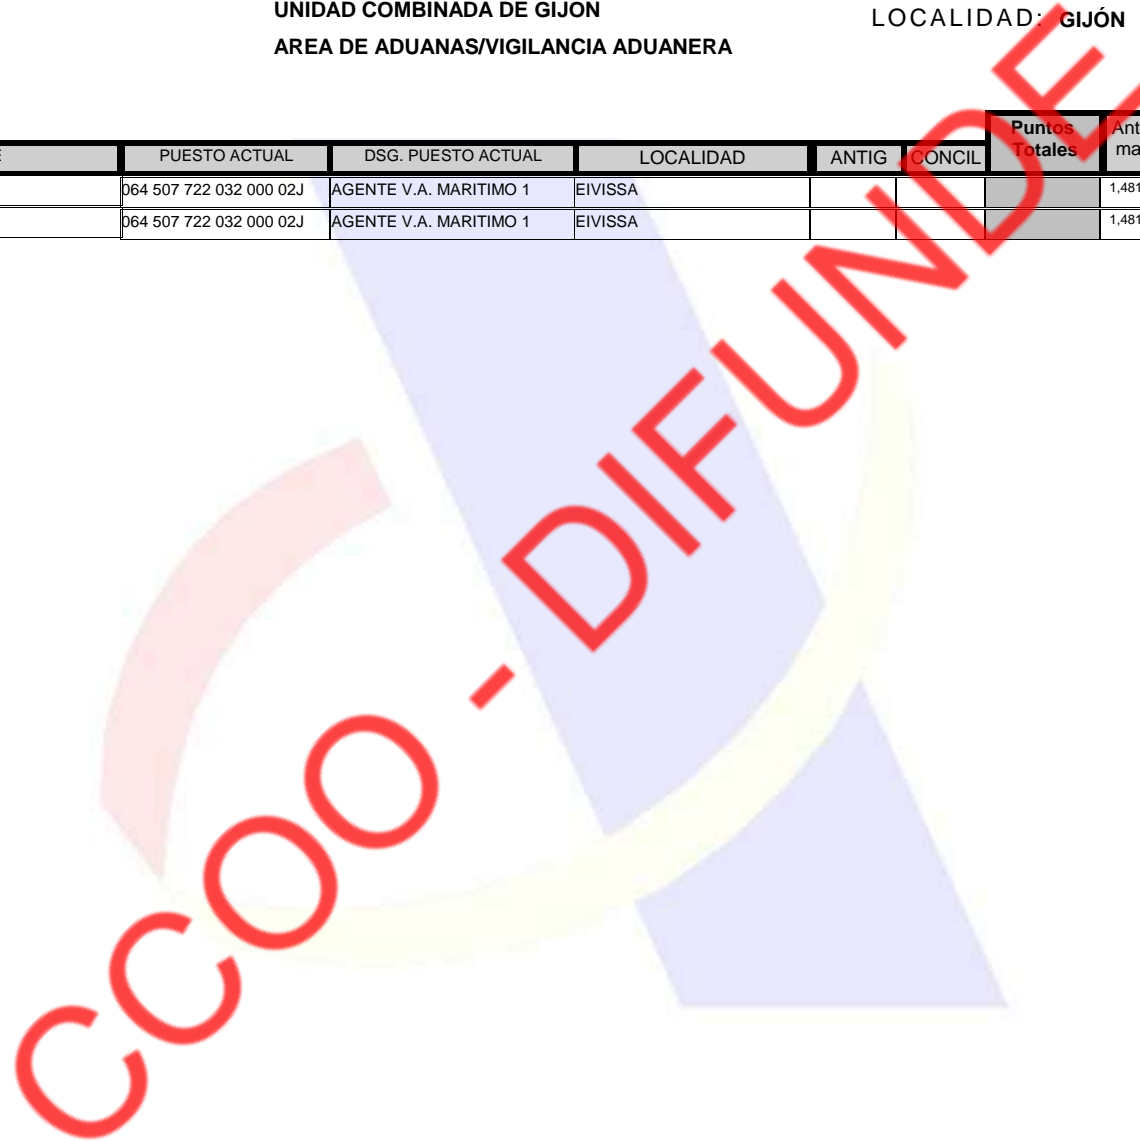 UNIDAD COMBINADA DE GIJON
LOCALIDAD: GIJÓN
AREA DE ADUANAS/VIGILANCIA ADUANERA
PUESTO ACTUAL DSG. PUESTO ACTUAL LOCALIDAD ANTIG CONCIL Puntos Totales
064 507 722 032 000 02J AGENTE V.A. MARITIMO 1 EIVISSA 1,481
064 507 722 032 000 02J AGENTE V.A. MARITIMO 1 EIVISSA 1,481
CCOO - DIFUNDE